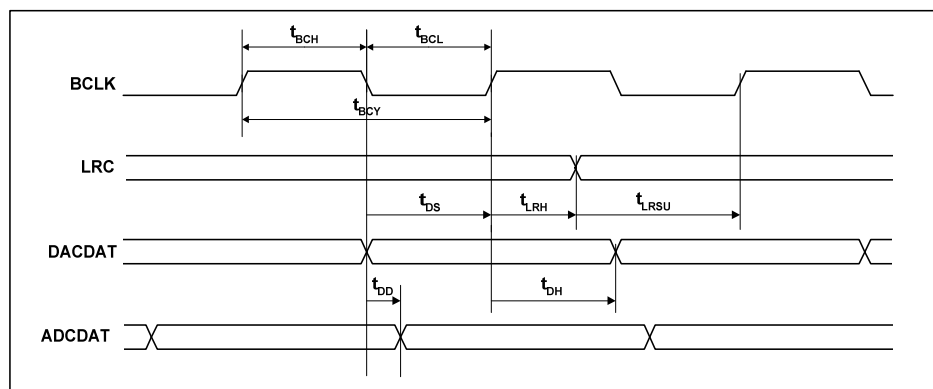 tBCH tBCL
BCLK
tBCY
LRC
tDS tLRH tLRSU
DACDAT
tDD tDH
ADCDAT